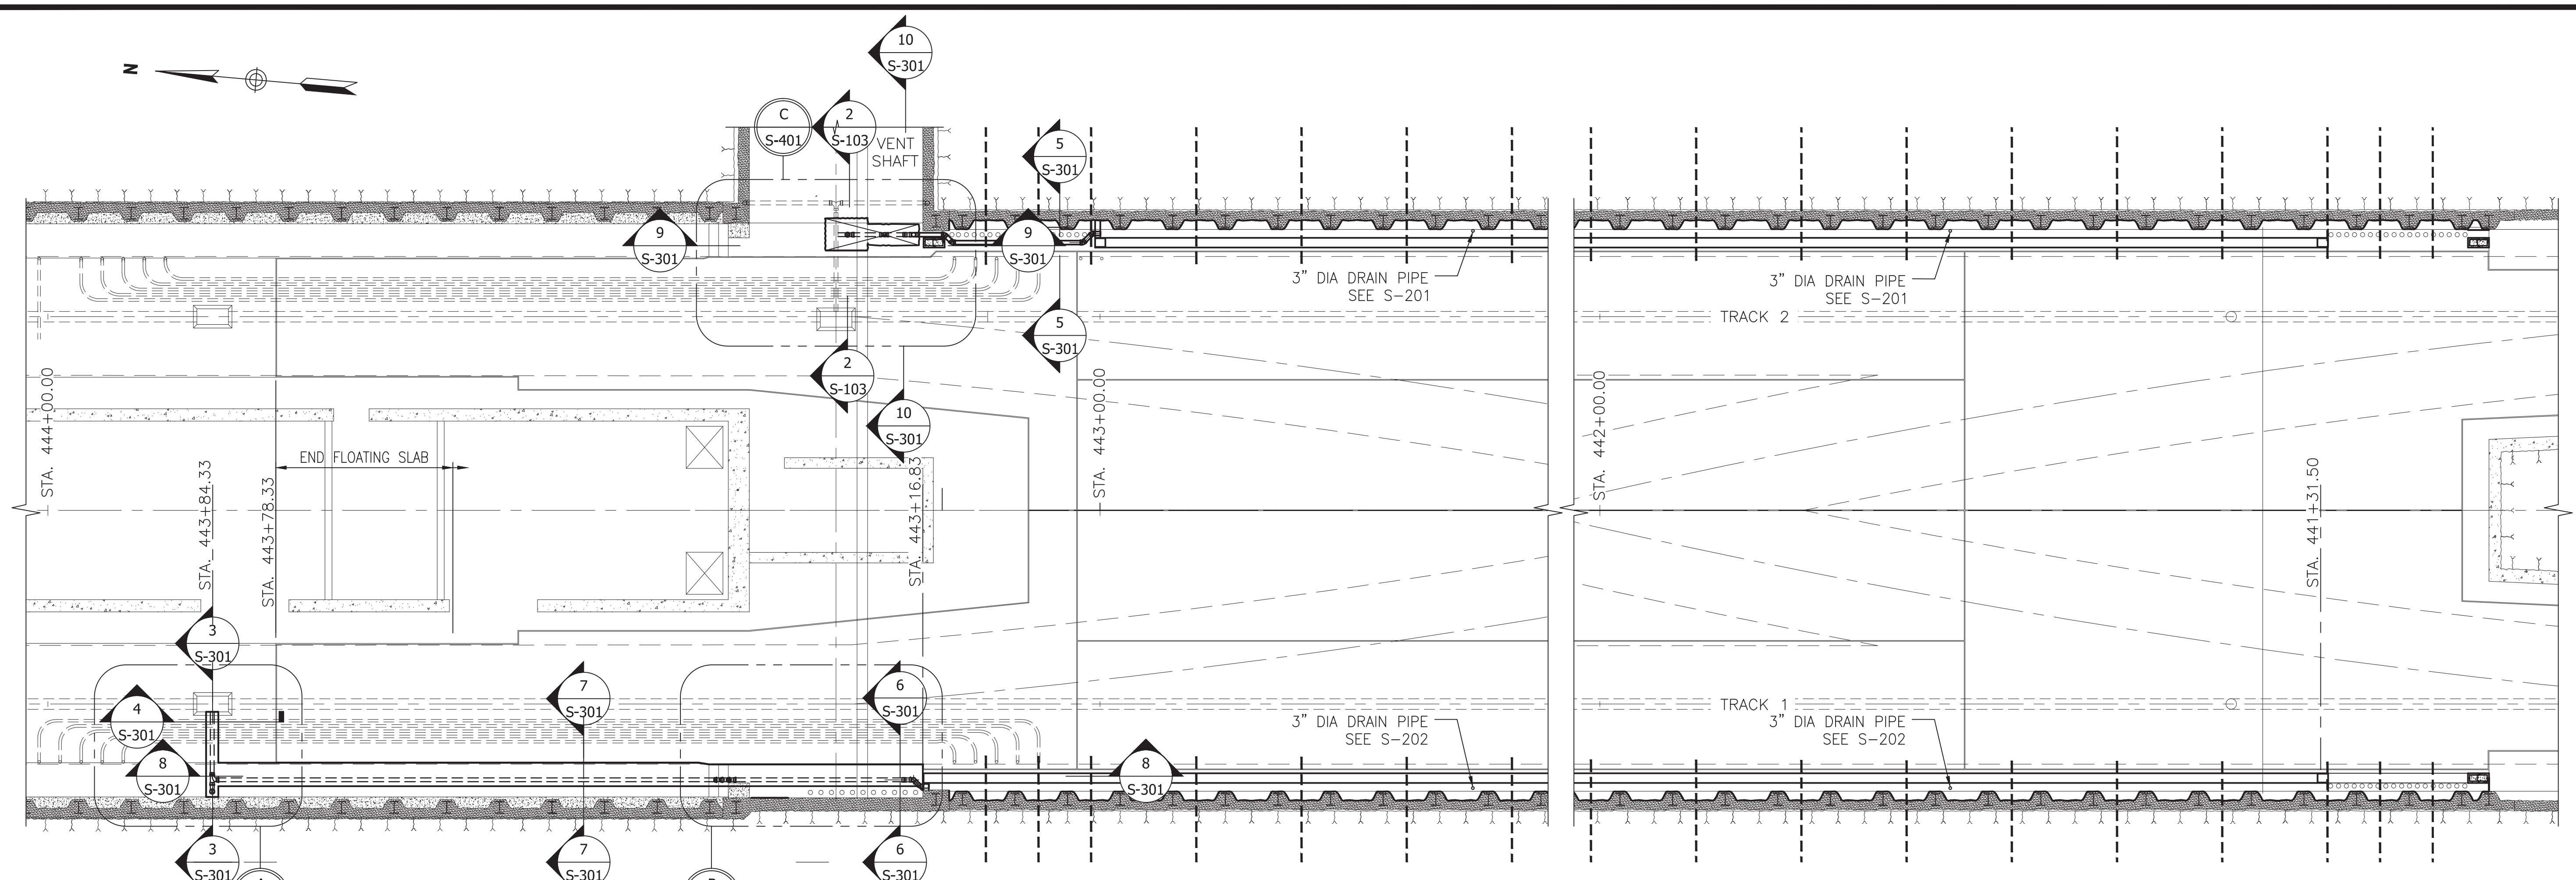 N
10
S-301
C
S-401
2
S-103
VENT
SHAFT
5
S-301
9
S-301
9
S-301
3" DIA DRAIN PIPE
SEE S-201
3" DIA DRAIN PIPE
SEE S-201
5
S-301
TRACK 2
2
S-103
10
S-301
STA. 444+00.00
STA. 443+84.33
STA. 443+78.33
END FLOATING SLAB
STA. 443+16.83
STA. 443+00.00
STA. 442+00.00
STA. 441+31.50
3
S-301
4
S-301
7
S-301
6
S-301
TRACK 1
3" DIA DRAIN PIPE
SEE S-202
3" DIA DRAIN PIPE
SEE S-202
8
S-301
8
S-301
3
S-301
7
S-301
6
S-301